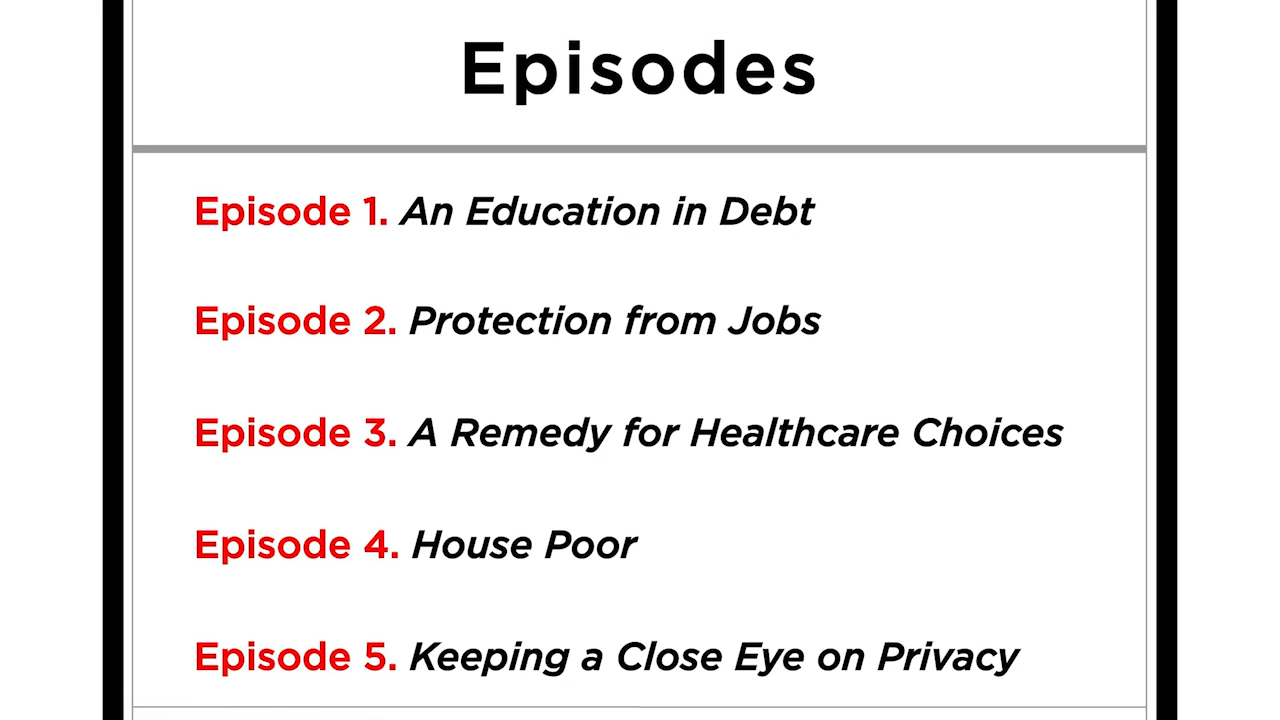 Episodes
Episode 1. An Education in Debt
Episode 2. Protection from Jobs
Episode 3. A Remedy for Healthcare Choices
Episode 4. House Poor
Episode 5. Keeping a Close Eye on Privacy